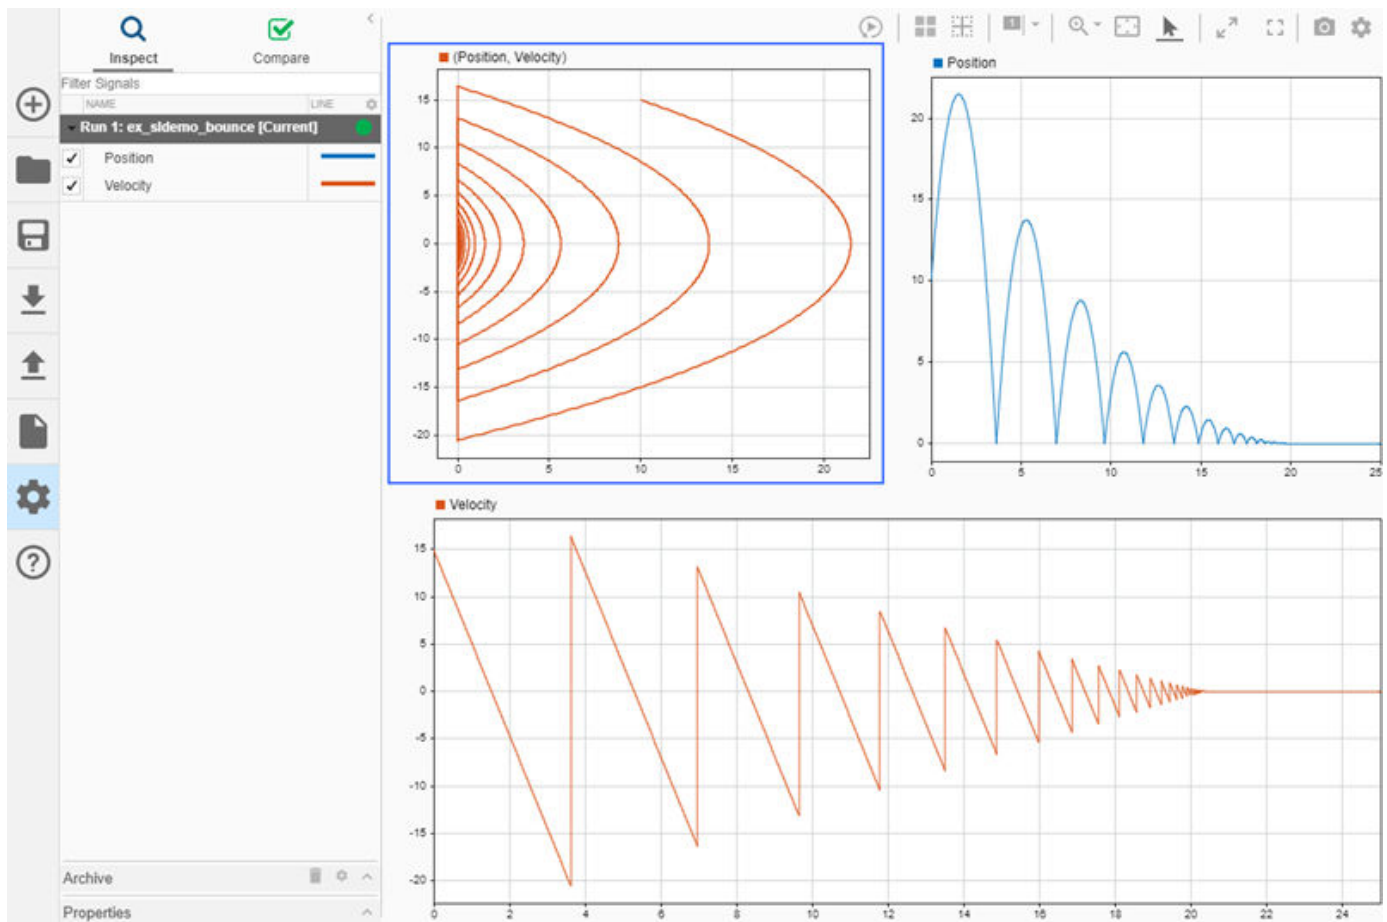 Inspect
Compare
Filter Signals
NAME
LINE
Run 1: ex_sldemo_bounce [Current]
Position
Velocity
Archive
Properties
1
(Position, Velocity)
15
10
5
0
-5
-10
-15
-20
0 5 10 15 20
Position
20
15
10
5
0
0 5 10 15 20 25
Velocity
15
10
5
0
-5
-10
-15
-20
0 2 4 6 8 10 12 14 16 18 20 22 24